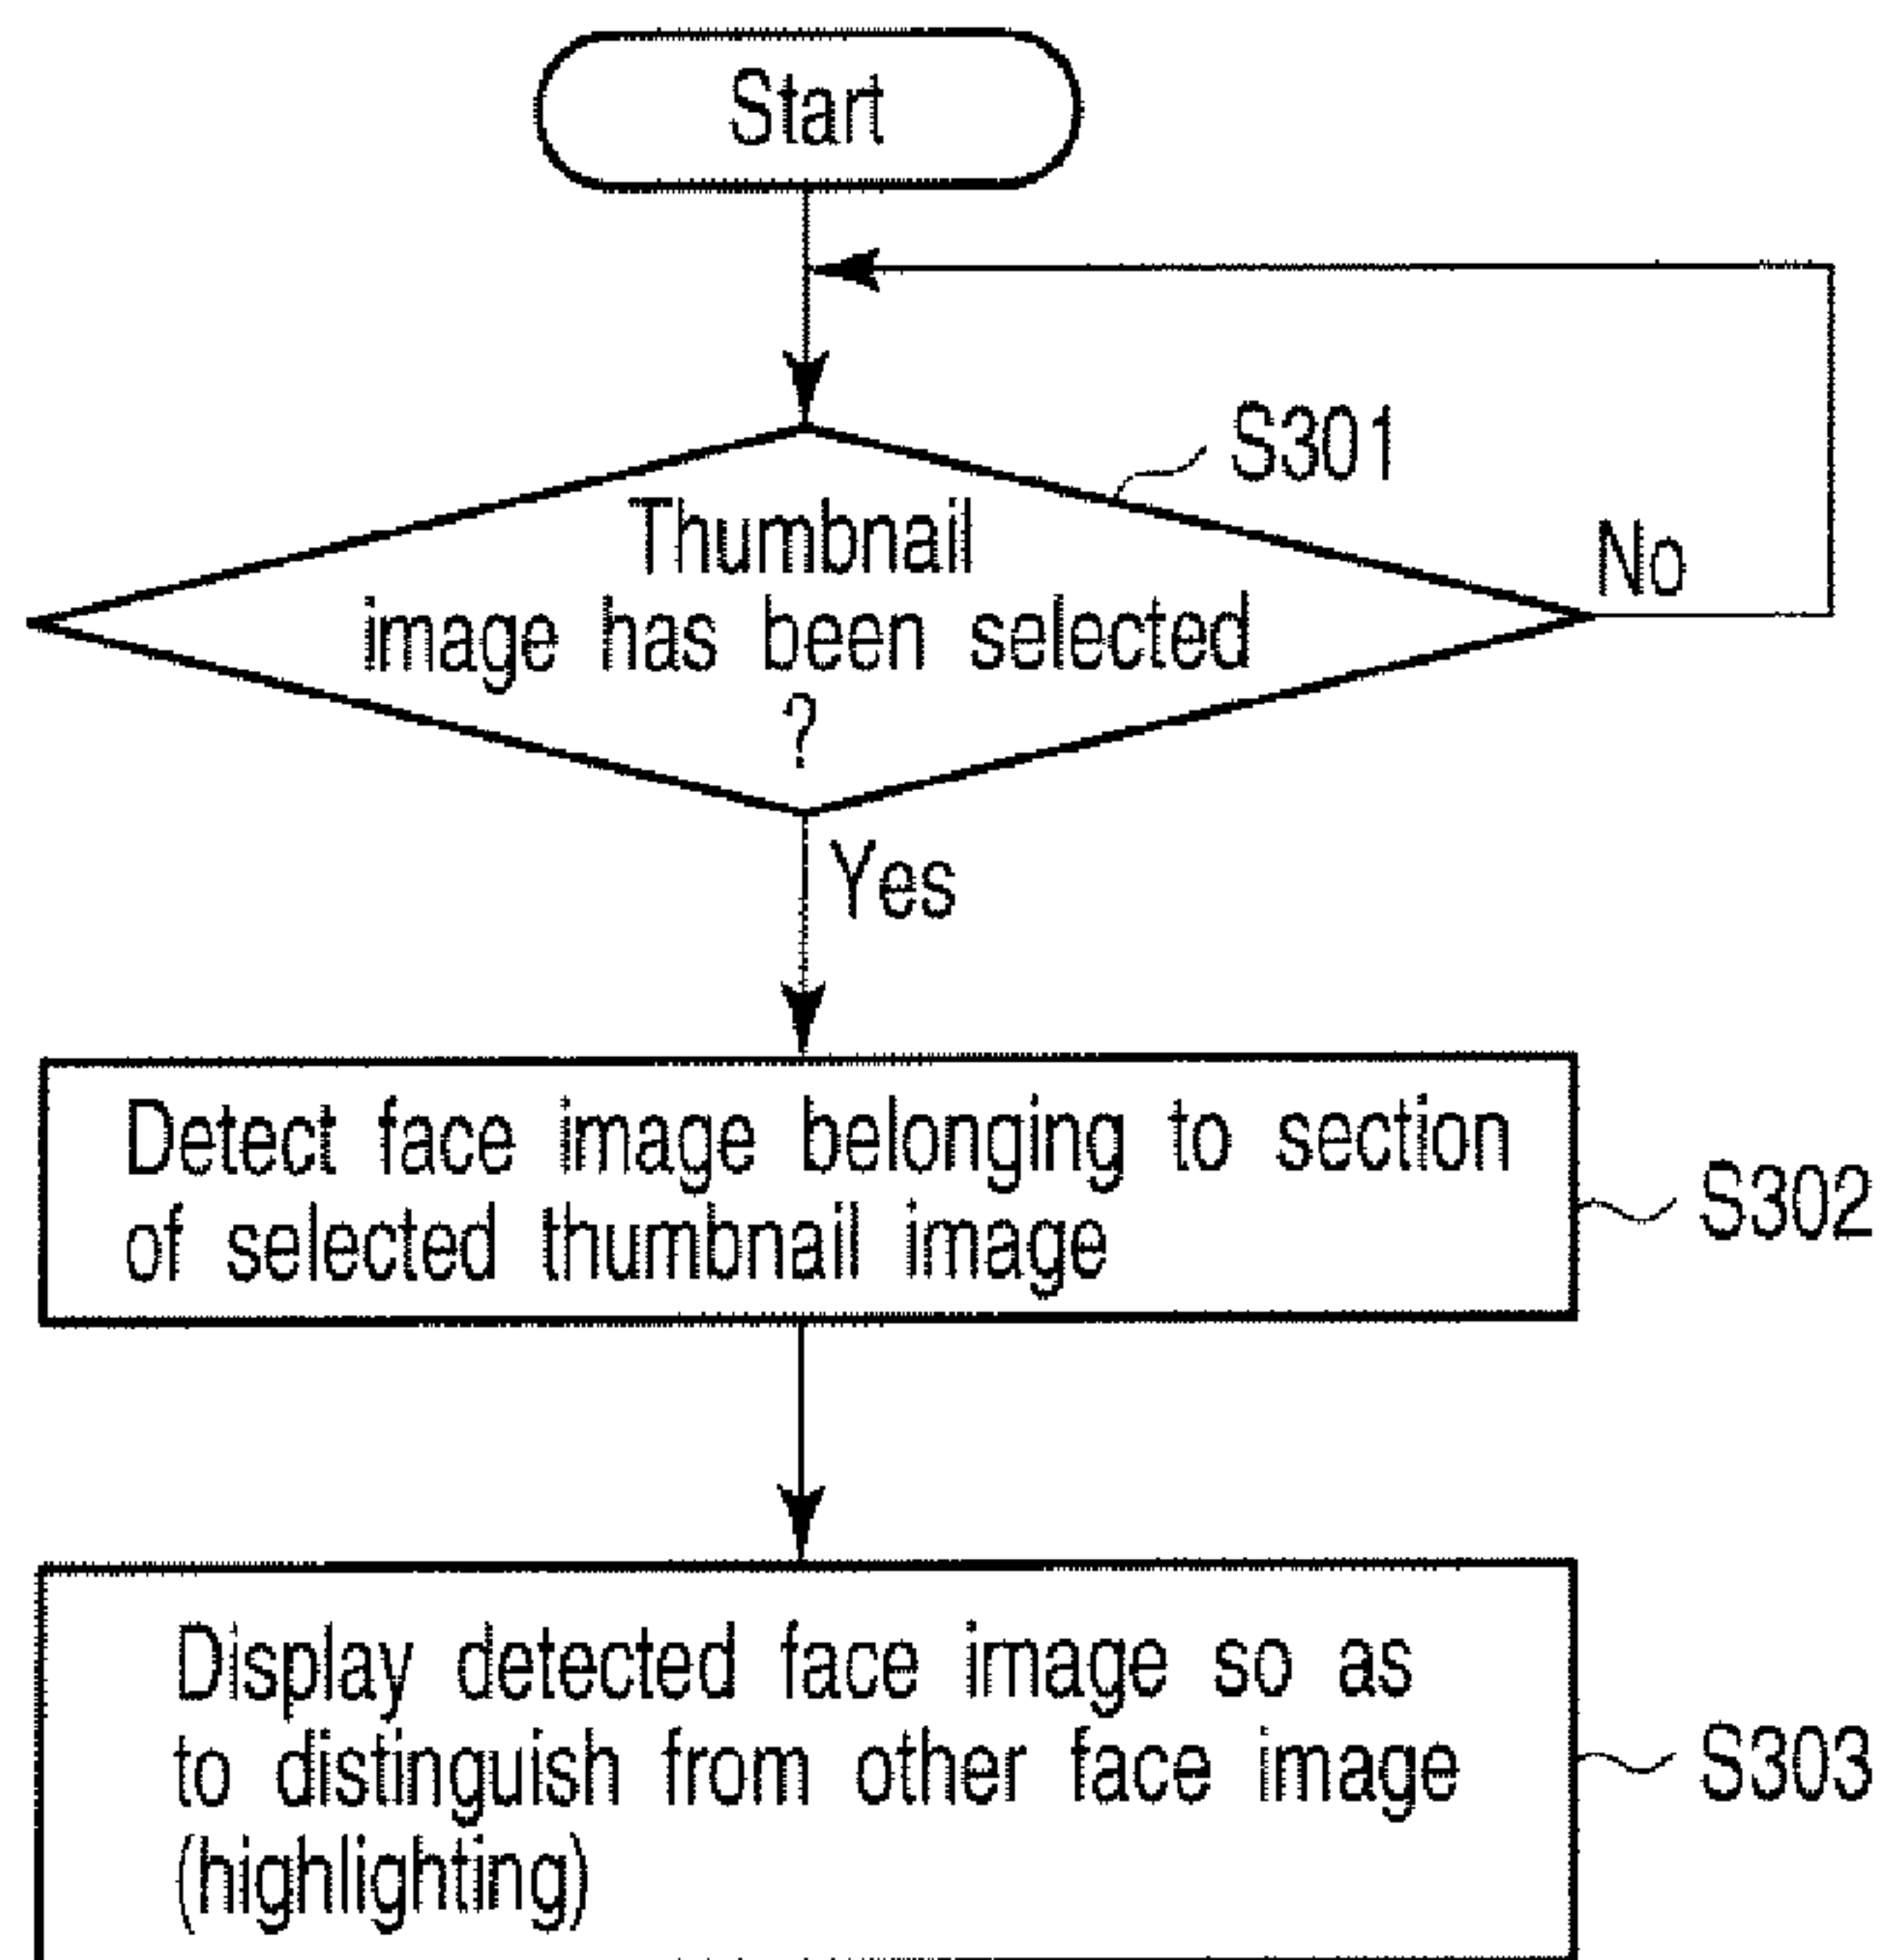 Start
S301
Thumbnail
No
image has been selected
?
Yes
Detect face image belonging to section
of selected thumbnail image
S302
Display detected face image so as
to distinguish from other face image
(highlighting)
S303